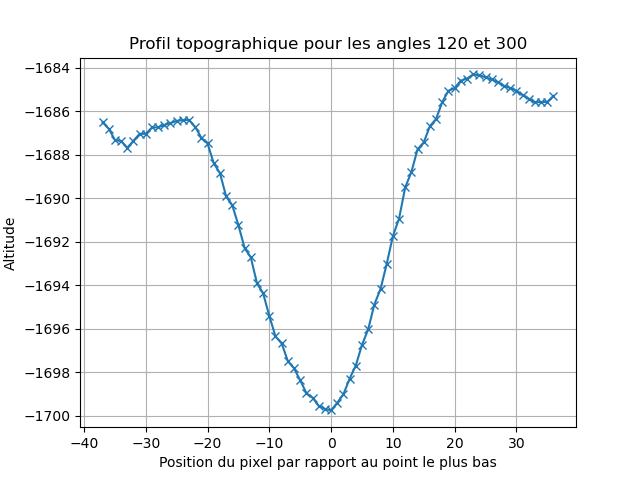 Profil topographique pour les angles 120 et 300
−1684
−1686
−1688
−1690
−1692
−1694
−1696
−1698
−1700
Altitude
−40 −30 −20 −10 0 10 20 30
Position du pixel par rapport au point le plus bas